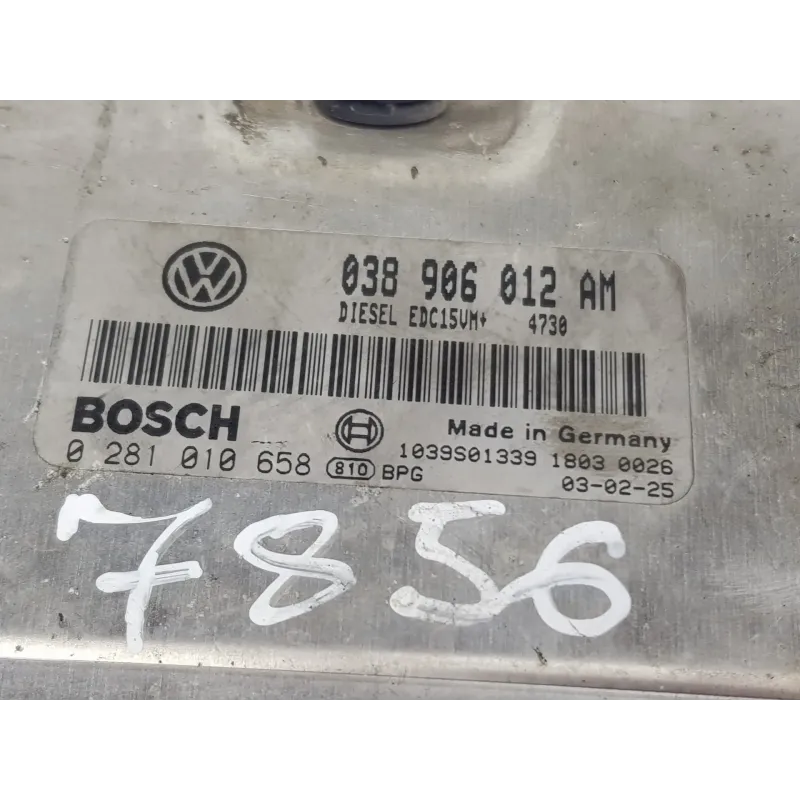 038 906 012 AM
DIESEL EDC15VM+ 4730
BOSCH
Made in Germany
0 281 010 658 810 BPG 1039S01339 1803 0026
03-02-25
7856